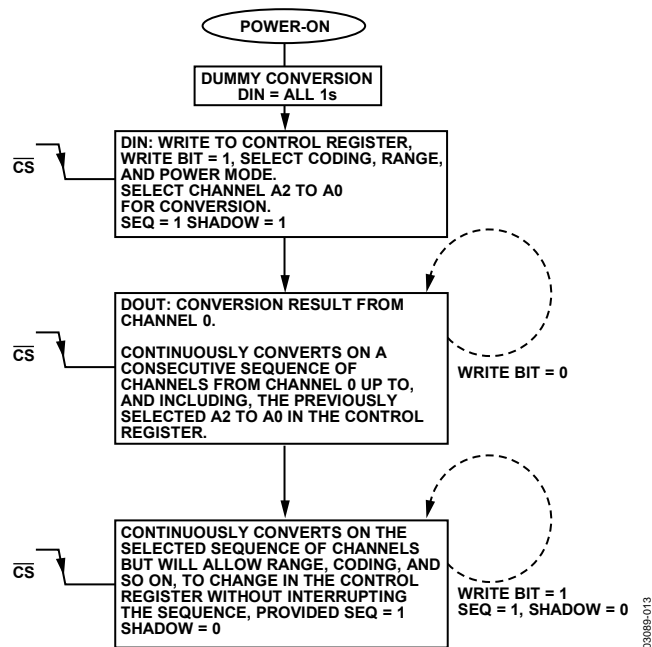 POWER-ON
DUMMY CONVERSION
DIN = ALL 1s
CS
DIN: WRITE TO CONTROL REGISTER,
WRITE BIT = 1, SELECT CODING, RANGE,
AND POWER MODE.
SELECT CHANNEL A2 TO A0
FOR CONVERSION.
SEQ = 1 SHADOW = 1
CS
DOUT: CONVERSION RESULT FROM
CHANNEL 0.
CONTINUOUSLY CONVERTS ON A
CONSECUTIVE SEQUENCE OF
CHANNELS FROM CHANNEL 0 UP TO,
AND INCLUDING, THE PREVIOUSLY
SELECTED A2 TO A0 IN THE CONTROL
REGISTER.
WRITE BIT = 0
CS
CONTINUOUSLY CONVERTS ON THE
SELECTED SEQUENCE OF CHANNELS
BUT WILL ALLOW RANGE, CODING, AND
SO ON, TO CHANGE IN THE CONTROL
REGISTER WITHOUT INTERRUPTING
THE SEQUENCE, PROVIDED SEQ = 1
SHADOW = 0
WRITE BIT = 1
SEQ = 1, SHADOW = 0
03089-013